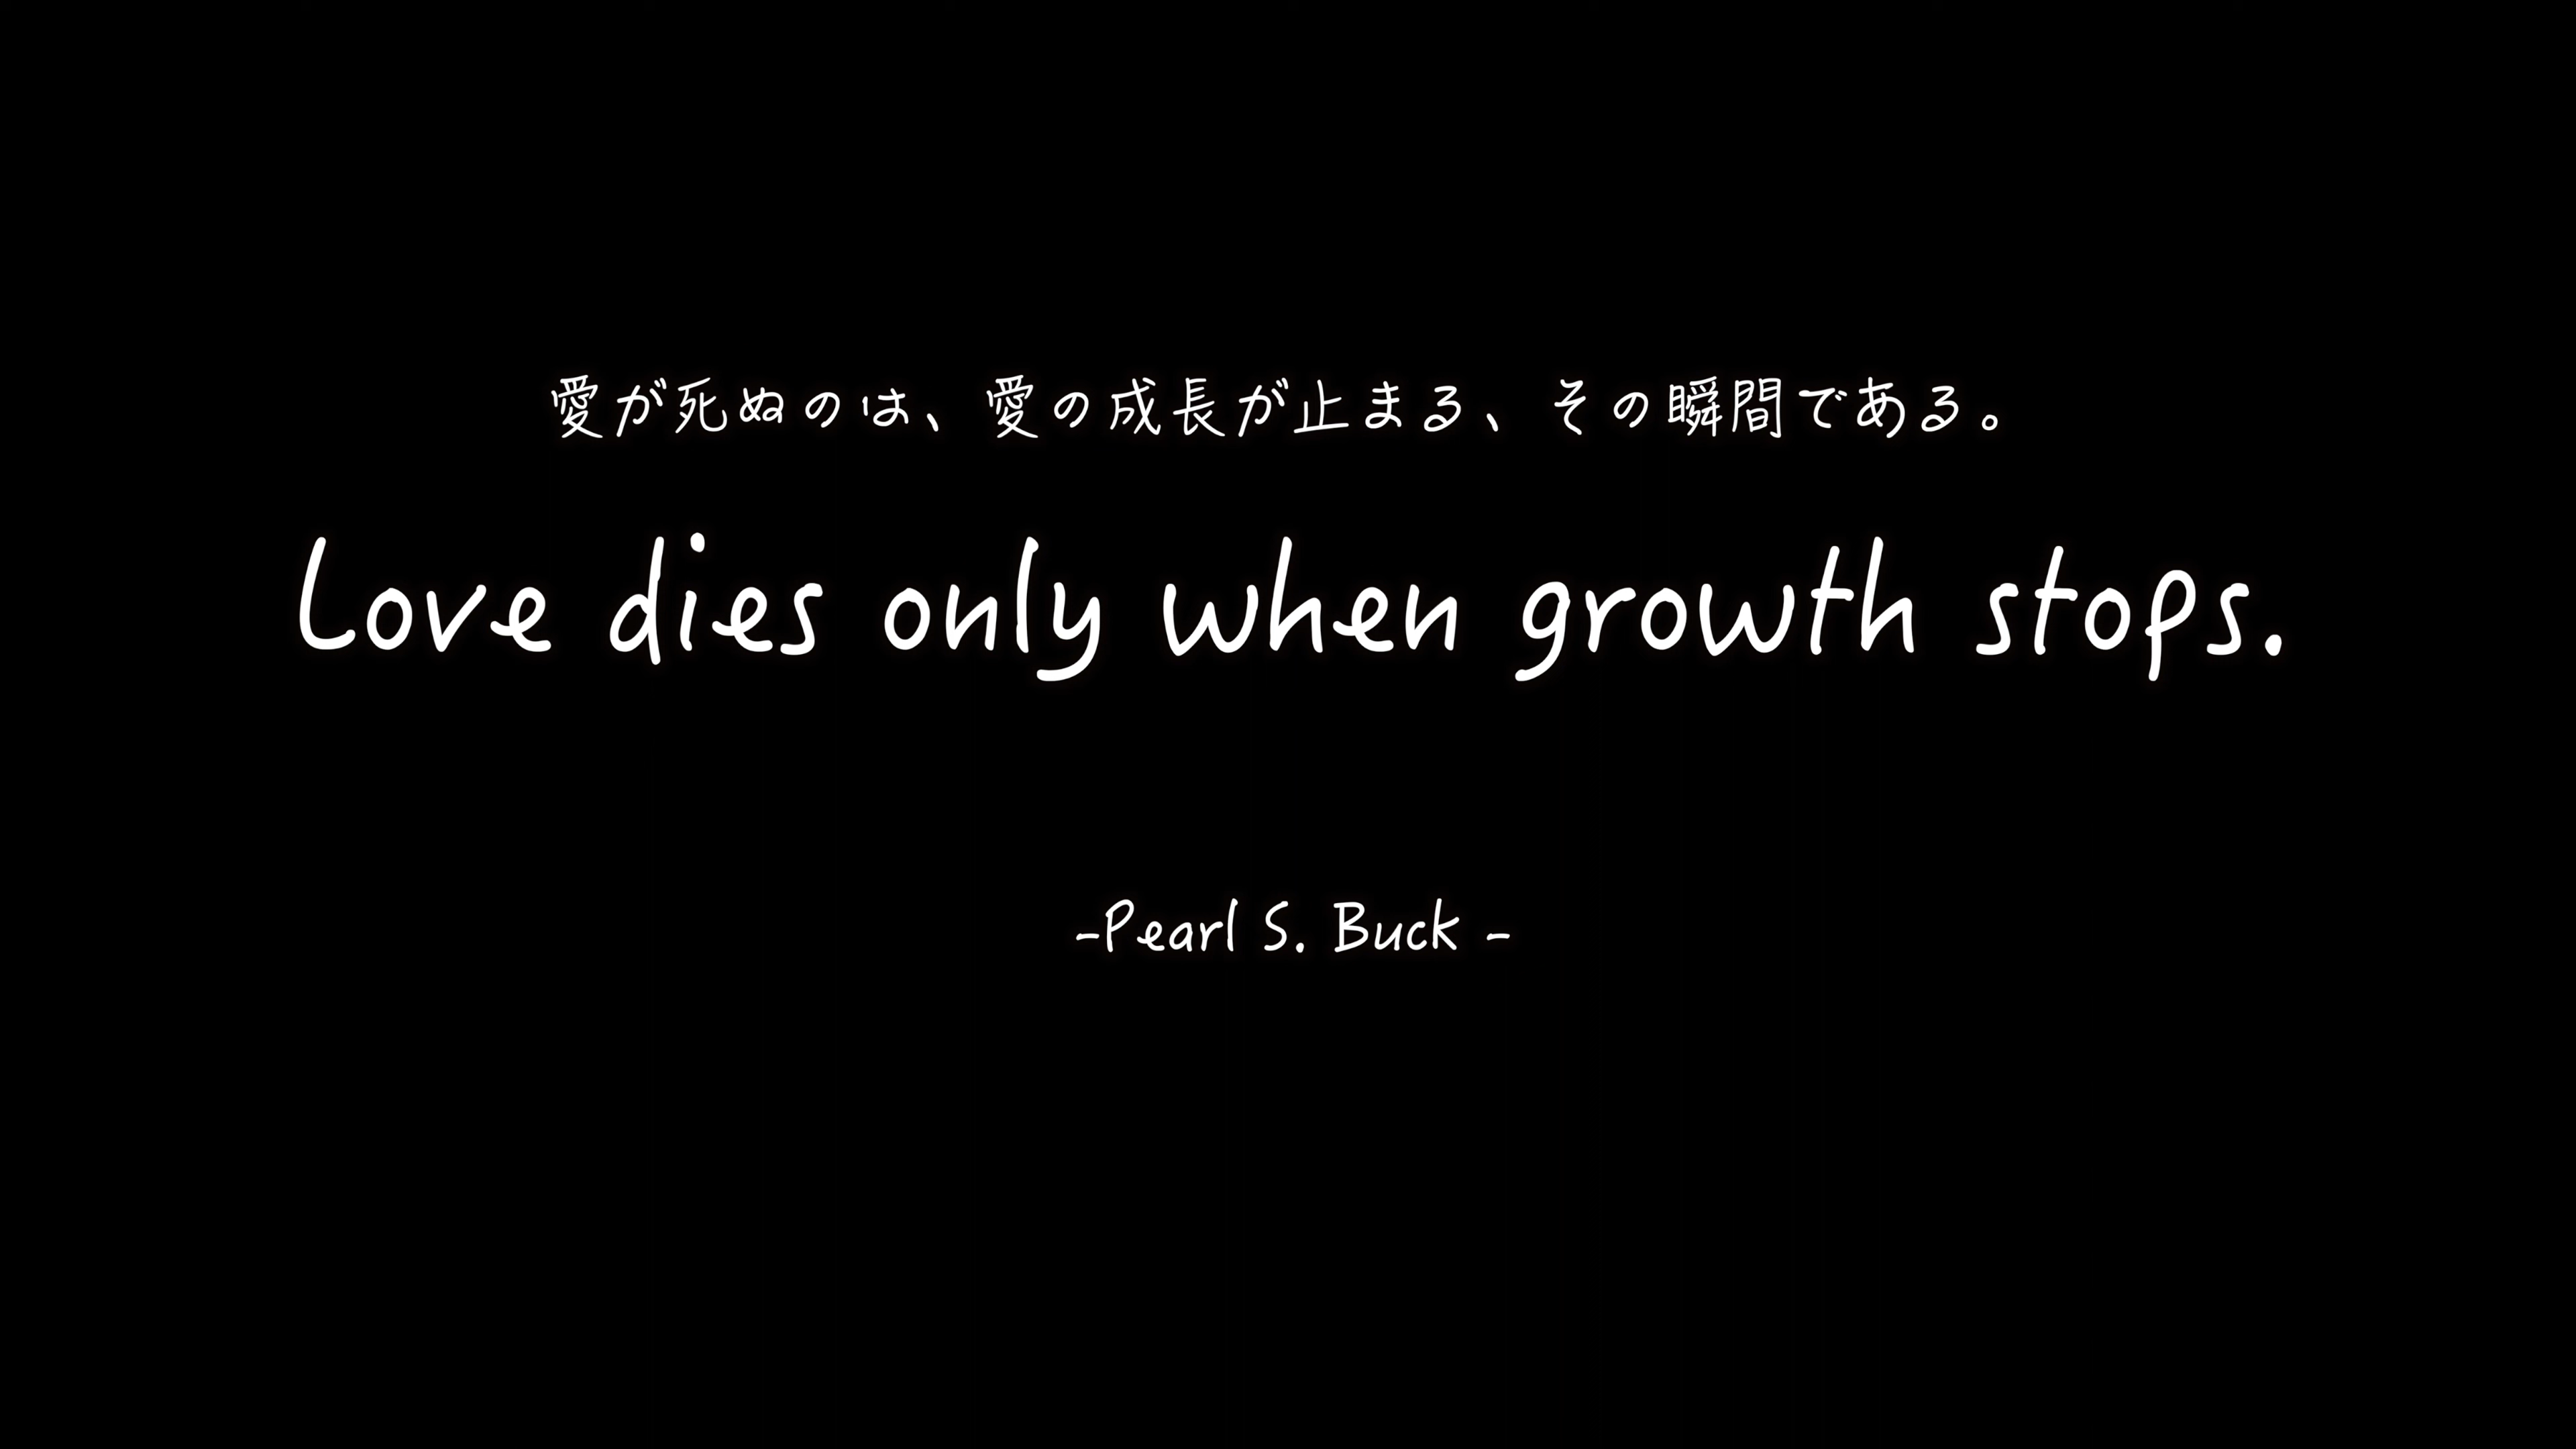 愛が死ぬのは、愛の成長が止まる、その瞬間である。
Love dies only when growth stops.
-Pearl S. Buck -